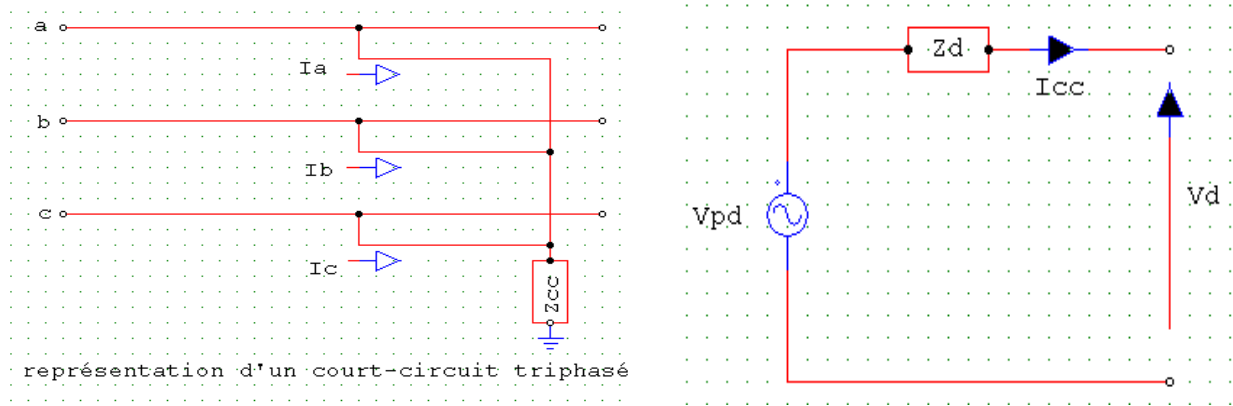 a
Ia
b
Ib
c
Ic
Zcc
représentation d'un court-circuit triphasé
Zd
Icc
Vpd
Vd